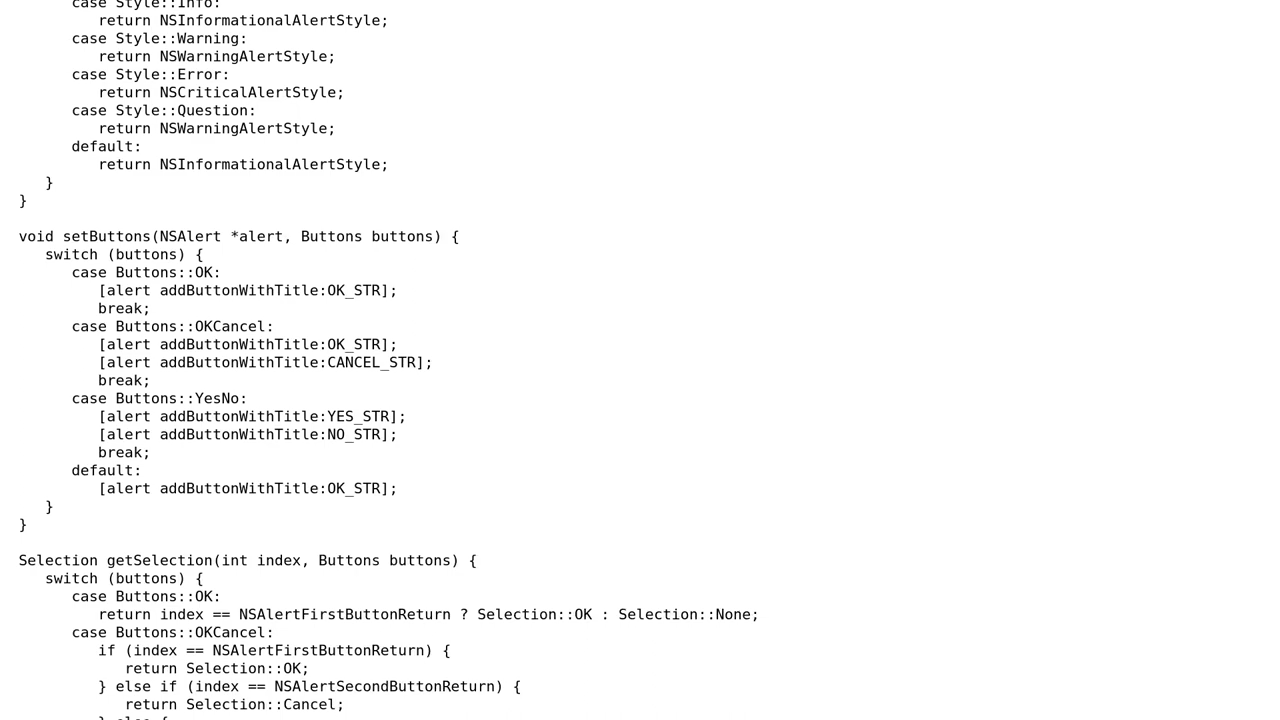 case Style::Info:
         return NSInformationalAlertStyle;
      case Style::Warning:
         return NSWarningAlertStyle;
      case Style::Error:
         return NSCriticalAlertStyle;
      case Style::Question:
         return NSWarningAlertStyle;
      default:
         return NSInformationalAlertStyle;
   }
}

void setButtons(NSAlert *alert, Buttons buttons) {
   switch (buttons) {
      case Buttons::OK:
         [alert addButtonWithTitle:OK_STR];
         break;
      case Buttons::OKCancel:
         [alert addButtonWithTitle:OK_STR];
         [alert addButtonWithTitle:CANCEL_STR];
         break;
      case Buttons::YesNo:
         [alert addButtonWithTitle:YES_STR];
         [alert addButtonWithTitle:NO_STR];
         break;
      default:
         [alert addButtonWithTitle:OK_STR];
   }
}

Selection getSelection(int index, Buttons buttons) {
   switch (buttons) {
      case Buttons::OK:
         return index == NSAlertFirstButtonReturn ? Selection::OK : Selection::None;
      case Buttons::OKCancel:
         if (index == NSAlertFirstButtonReturn) {
            return Selection::OK;
         } else if (index == NSAlertSecondButtonReturn) {
            return Selection::Cancel;
         } else {